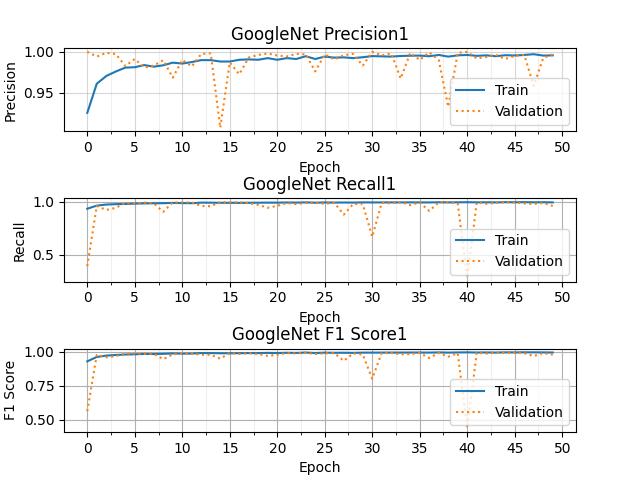 GoogleNet Precision1
1.00
0.95
Precision
Train
Validation
0 5 10 15 20 25 30 35 40 45 50
Epoch
GoogleNet Recall1
1.0
0.5
Recall
Train
Validation
0 5 10 15 20 25 30 35 40 45 50
Epoch
GoogleNet F1 Score1
1.00
0.75
0.50
F1 Score
Train
Validation
0 5 10 15 20 25 30 35 40 45 50
Epoch